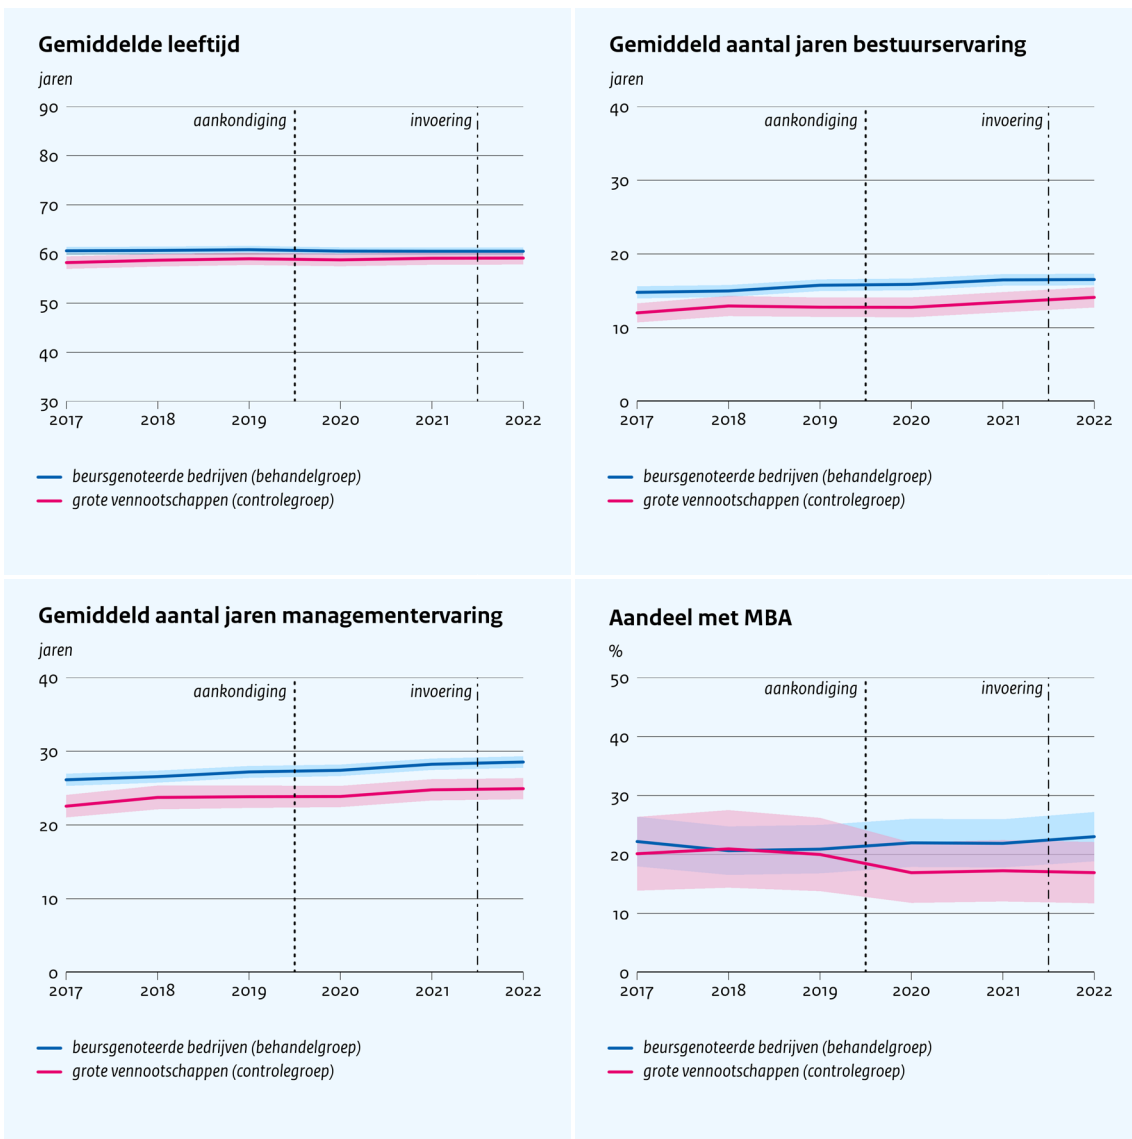 Gemiddelde leeftijd
jaren
90
aankondiging
invoering
80
70
60
50
40
30
2017 2018 2019 2020 2021 2022
beursgenoteerde bedrijven (behandelgroep)
grote vennootschappen (controlegroep)
Gemiddeld aantal jaren bestuurservaring
jaren
40
aankondiging
invoering
30
20
10
0
2017 2018 2019 2020 2021 2022
beursgenoteerde bedrijven (behandelgroep)
grote vennootschappen (controlegroep)
Gemiddeld aantal jaren managementervaring
jaren
40
aankondiging
invoering
30
20
10
0
2017 2018 2019 2020 2021 2022
beursgenoteerde bedrijven (behandelgroep)
grote vennootschappen (controlegroep)
Aandeel met MBA
%
50
aankondiging
invoering
40
30
20
10
0
2017 2018 2019 2020 2021 2022
beursgenoteerde bedrijven (behandelgroep)
grote vennootschappen (controlegroep)